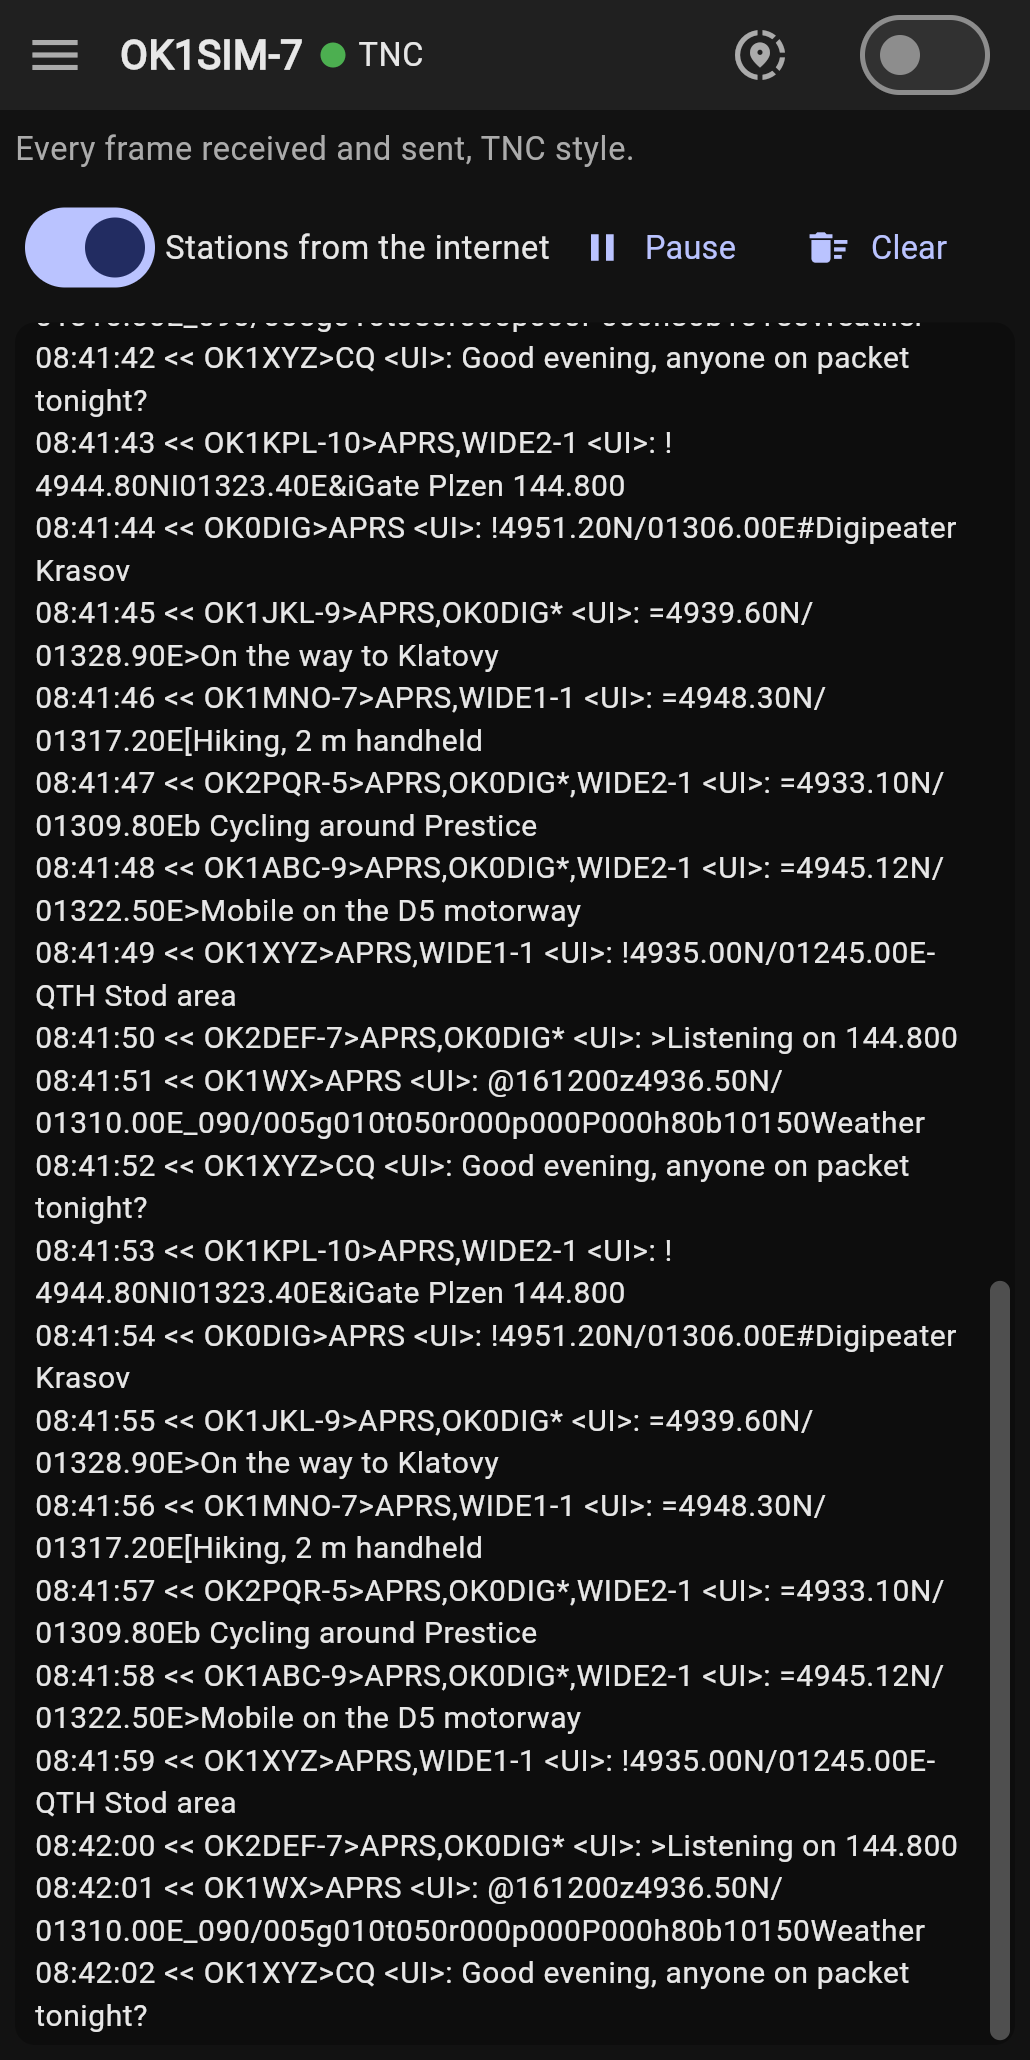 OK1SIM-7 TNC
Every frame received and sent, TNC style.
Stations from the internet Pause Clear
08:41:42 << OK1XYZ>CQ <UI>: Good evening, anyone on packet
tonight?
08:41:43 << OK1KPL-10>APRS,WIDE2-1 <UI>: !
4944.80NI01323.40E&iGate Plzen 144.800
08:41:44 << OK0DIG>APRS <UI>: !4951.20N/01306.00E#Digipeater
Krasov
08:41:45 << OK1JKL-9>APRS,OK0DIG* <UI>: =4939.60N/
01328.90E>On the way to Klatovy
08:41:46 << OK1MNO-7>APRS,WIDE1-1 <UI>: =4948.30N/
01317.20E[Hiking, 2 m handheld
08:41:47 << OK2PQR-5>APRS,OK0DIG*,WIDE2-1 <UI>: =4933.10N/
01309.80Eb Cycling around Prestice
08:41:48 << OK1ABC-9>APRS,OK0DIG*,WIDE2-1 <UI>: =4945.12N/
01322.50E>Mobile on the D5 motorway
08:41:49 << OK1XYZ>APRS,WIDE1-1 <UI>: !4935.00N/01245.00E-
QTH Stod area
08:41:50 << OK2DEF-7>APRS,OK0DIG* <UI>: >Listening on 144.800
08:41:51 << OK1WX>APRS <UI>: @161200z4936.50N/
01310.00E_090/005g010t050r000p000P000h80b10150Weather
08:41:52 << OK1XYZ>CQ <UI>: Good evening, anyone on packet
tonight?
08:41:53 << OK1KPL-10>APRS,WIDE2-1 <UI>: !
4944.80NI01323.40E&iGate Plzen 144.800
08:41:54 << OK0DIG>APRS <UI>: !4951.20N/01306.00E#Digipeater
Krasov
08:41:55 << OK1JKL-9>APRS,OK0DIG* <UI>: =4939.60N/
01328.90E>On the way to Klatovy
08:41:56 << OK1MNO-7>APRS,WIDE1-1 <UI>: =4948.30N/
01317.20E[Hiking, 2 m handheld
08:41:57 << OK2PQR-5>APRS,OK0DIG*,WIDE2-1 <UI>: =4933.10N/
01309.80Eb Cycling around Prestice
08:41:58 << OK1ABC-9>APRS,OK0DIG*,WIDE2-1 <UI>: =4945.12N/
01322.50E>Mobile on the D5 motorway
08:41:59 << OK1XYZ>APRS,WIDE1-1 <UI>: !4935.00N/01245.00E-
QTH Stod area
08:42:00 << OK2DEF-7>APRS,OK0DIG* <UI>: >Listening on 144.800
08:42:01 << OK1WX>APRS <UI>: @161200z4936.50N/
01310.00E_090/005g010t050r000p000P000h80b10150Weather
08:42:02 << OK1XYZ>CQ <UI>: Good evening, anyone on packet
tonight?